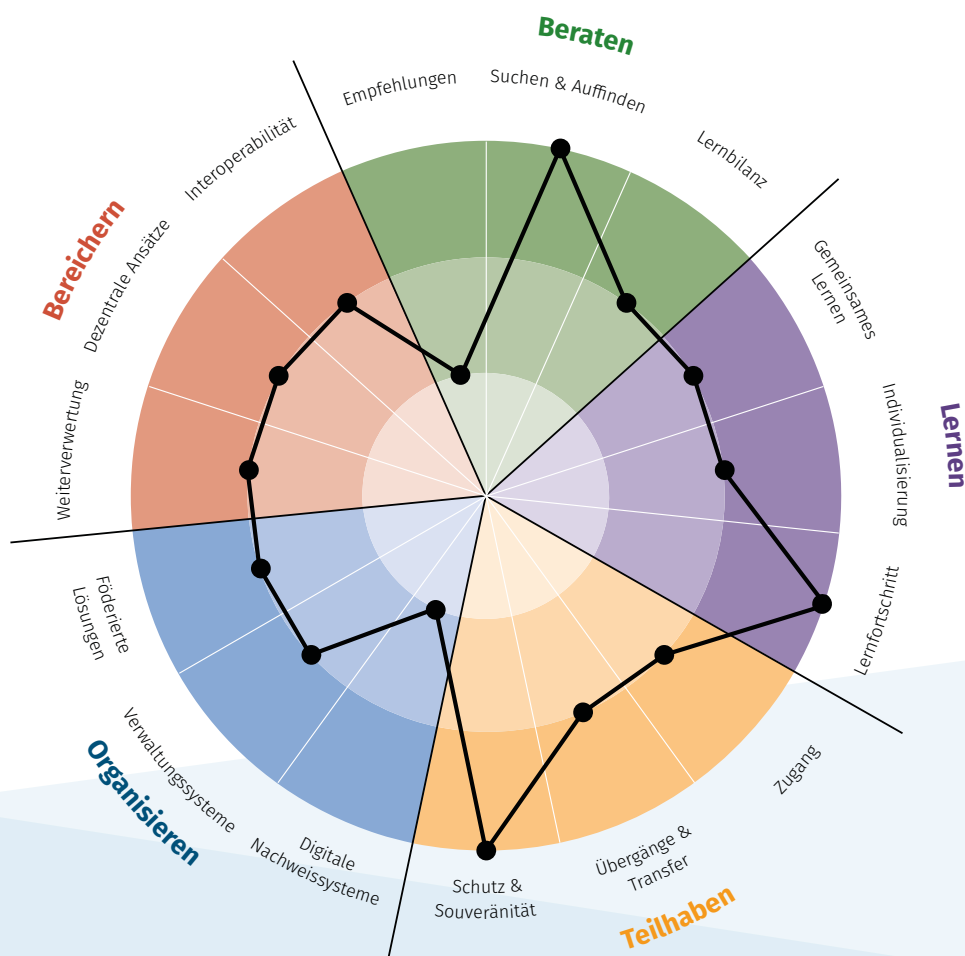 Beraten
Empfehlungen
Suchen & Auffinden
Lernbilanz
Lernen
Gemeinsames
Lernen
Individualisierung
Lernfortschritt
Teilhaben
Zugang
Übergänge &
Transfer
Schutz &
Souveränität
Organisieren
Digitale
Nachweissysteme
Verwaltungssysteme
Föderierte
Lösungen
Bereichern
Weiterverwertung
Dezentrale Ansätze
Interoperabilität